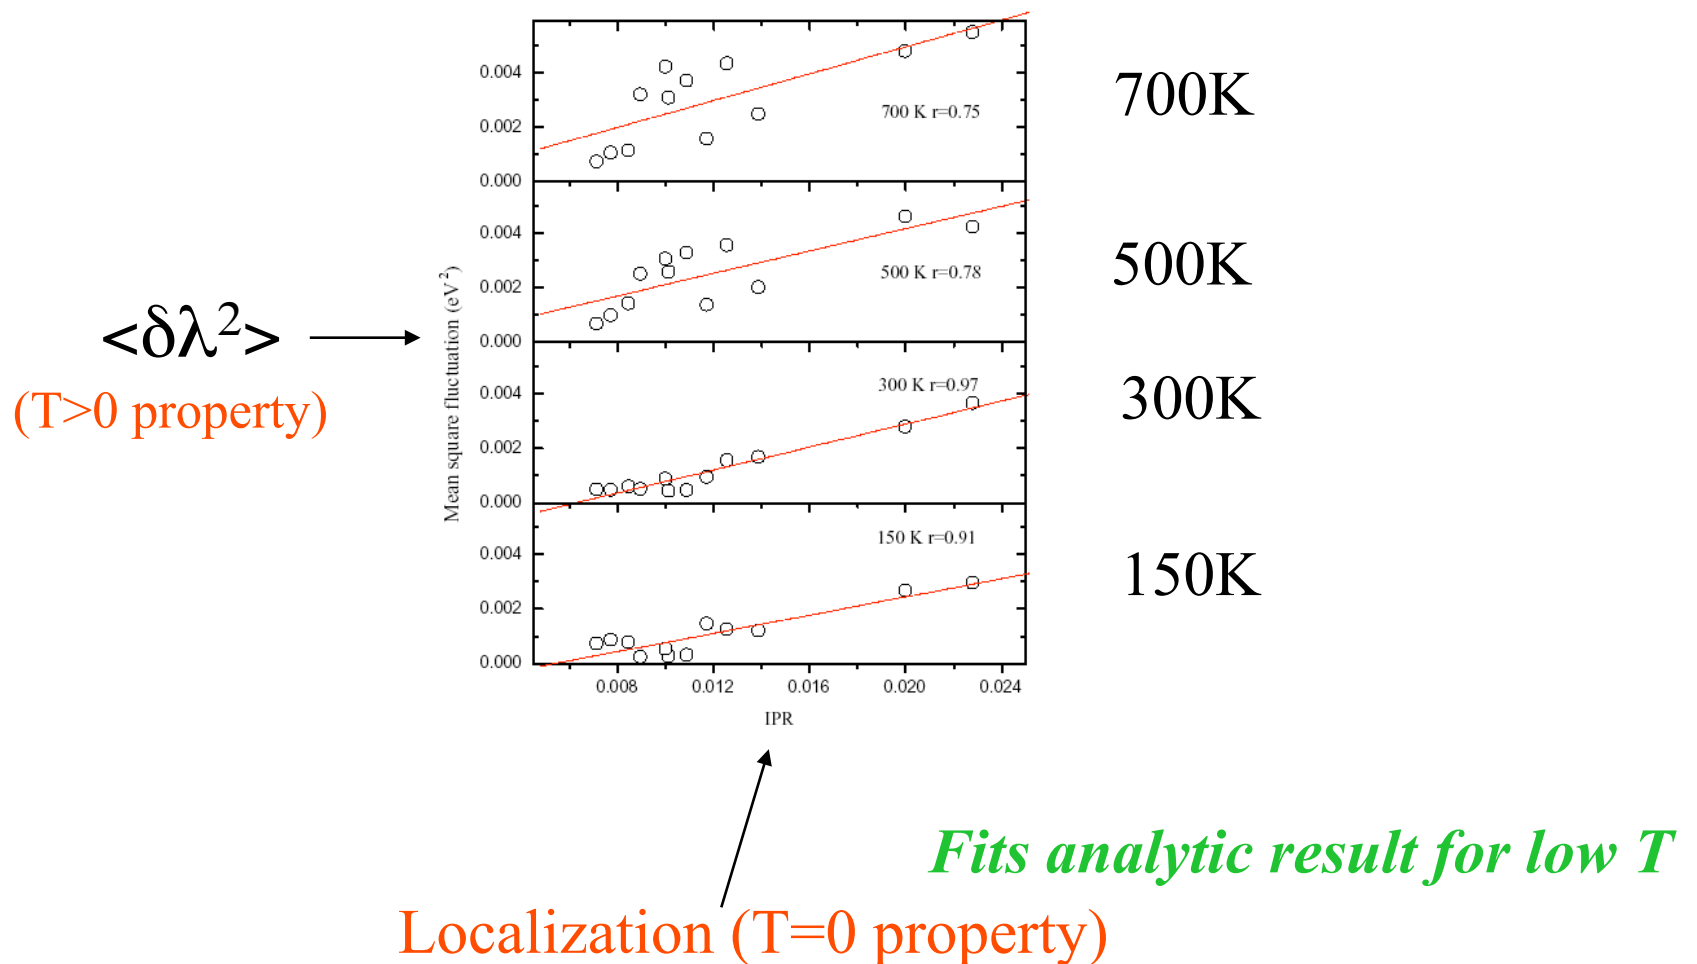 0.004
0.002
0.000
700 K r=0.75
700K
0.004
0.002
0.000
500 K r=0.78
500K
Mean square fluctuation (eV²)
<δλ²>
(T>0 property)
0.004
0.002
0.000
300 K r=0.97
300K
0.004
0.002
0.000
150 K r=0.91
150K
0.008 0.012 0.016 0.020 0.024
IPR
Fits analytic result for low T
Localization (T=0 property)